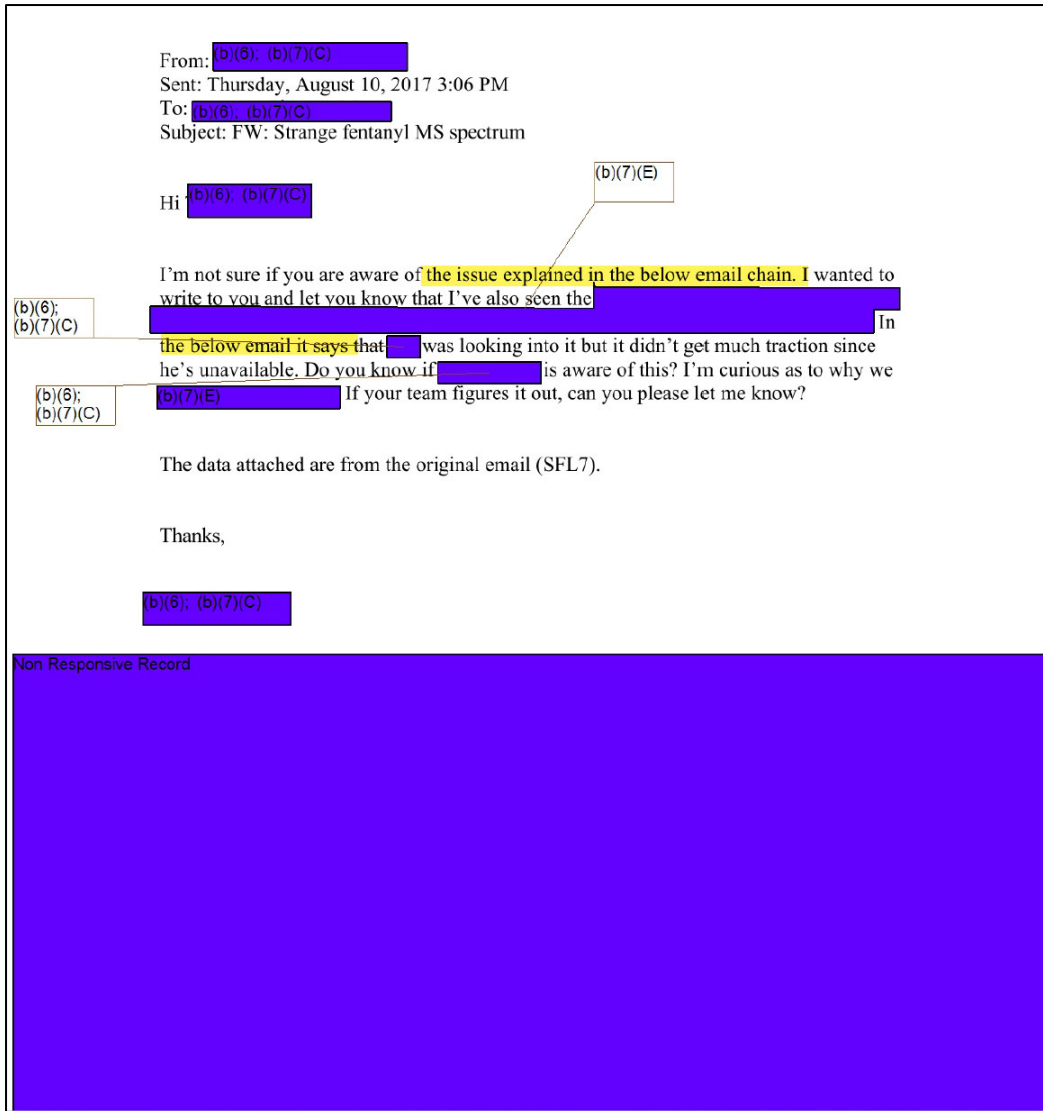 From: (b)(6); (b)(7)(C)
Sent: Thursday, August 10, 2017 3:06 PM
To: (b)(6); (b)(7)(C)
Subject: FW: Strange fentanyl MS spectrum
(b)(7)(E)
Hi (b)(6); (b)(7)(C)
I'm not sure if you are aware of the issue explained in the below email chain. I wanted to
write to you and let you know that I've also seen the
(b)(6);
(b)(7)(C)
In
the below email it says that was looking into it but it didn't get much traction since
he's unavailable. Do you know if is aware of this? I'm curious as to why we
(b)(6);
(b)(7)(C)
(b)(7)(E) If your team figures it out, can you please let me know?
The data attached are from the original email (SFL7).
Thanks,
(b)(6); (b)(7)(C)
Non Responsive Record